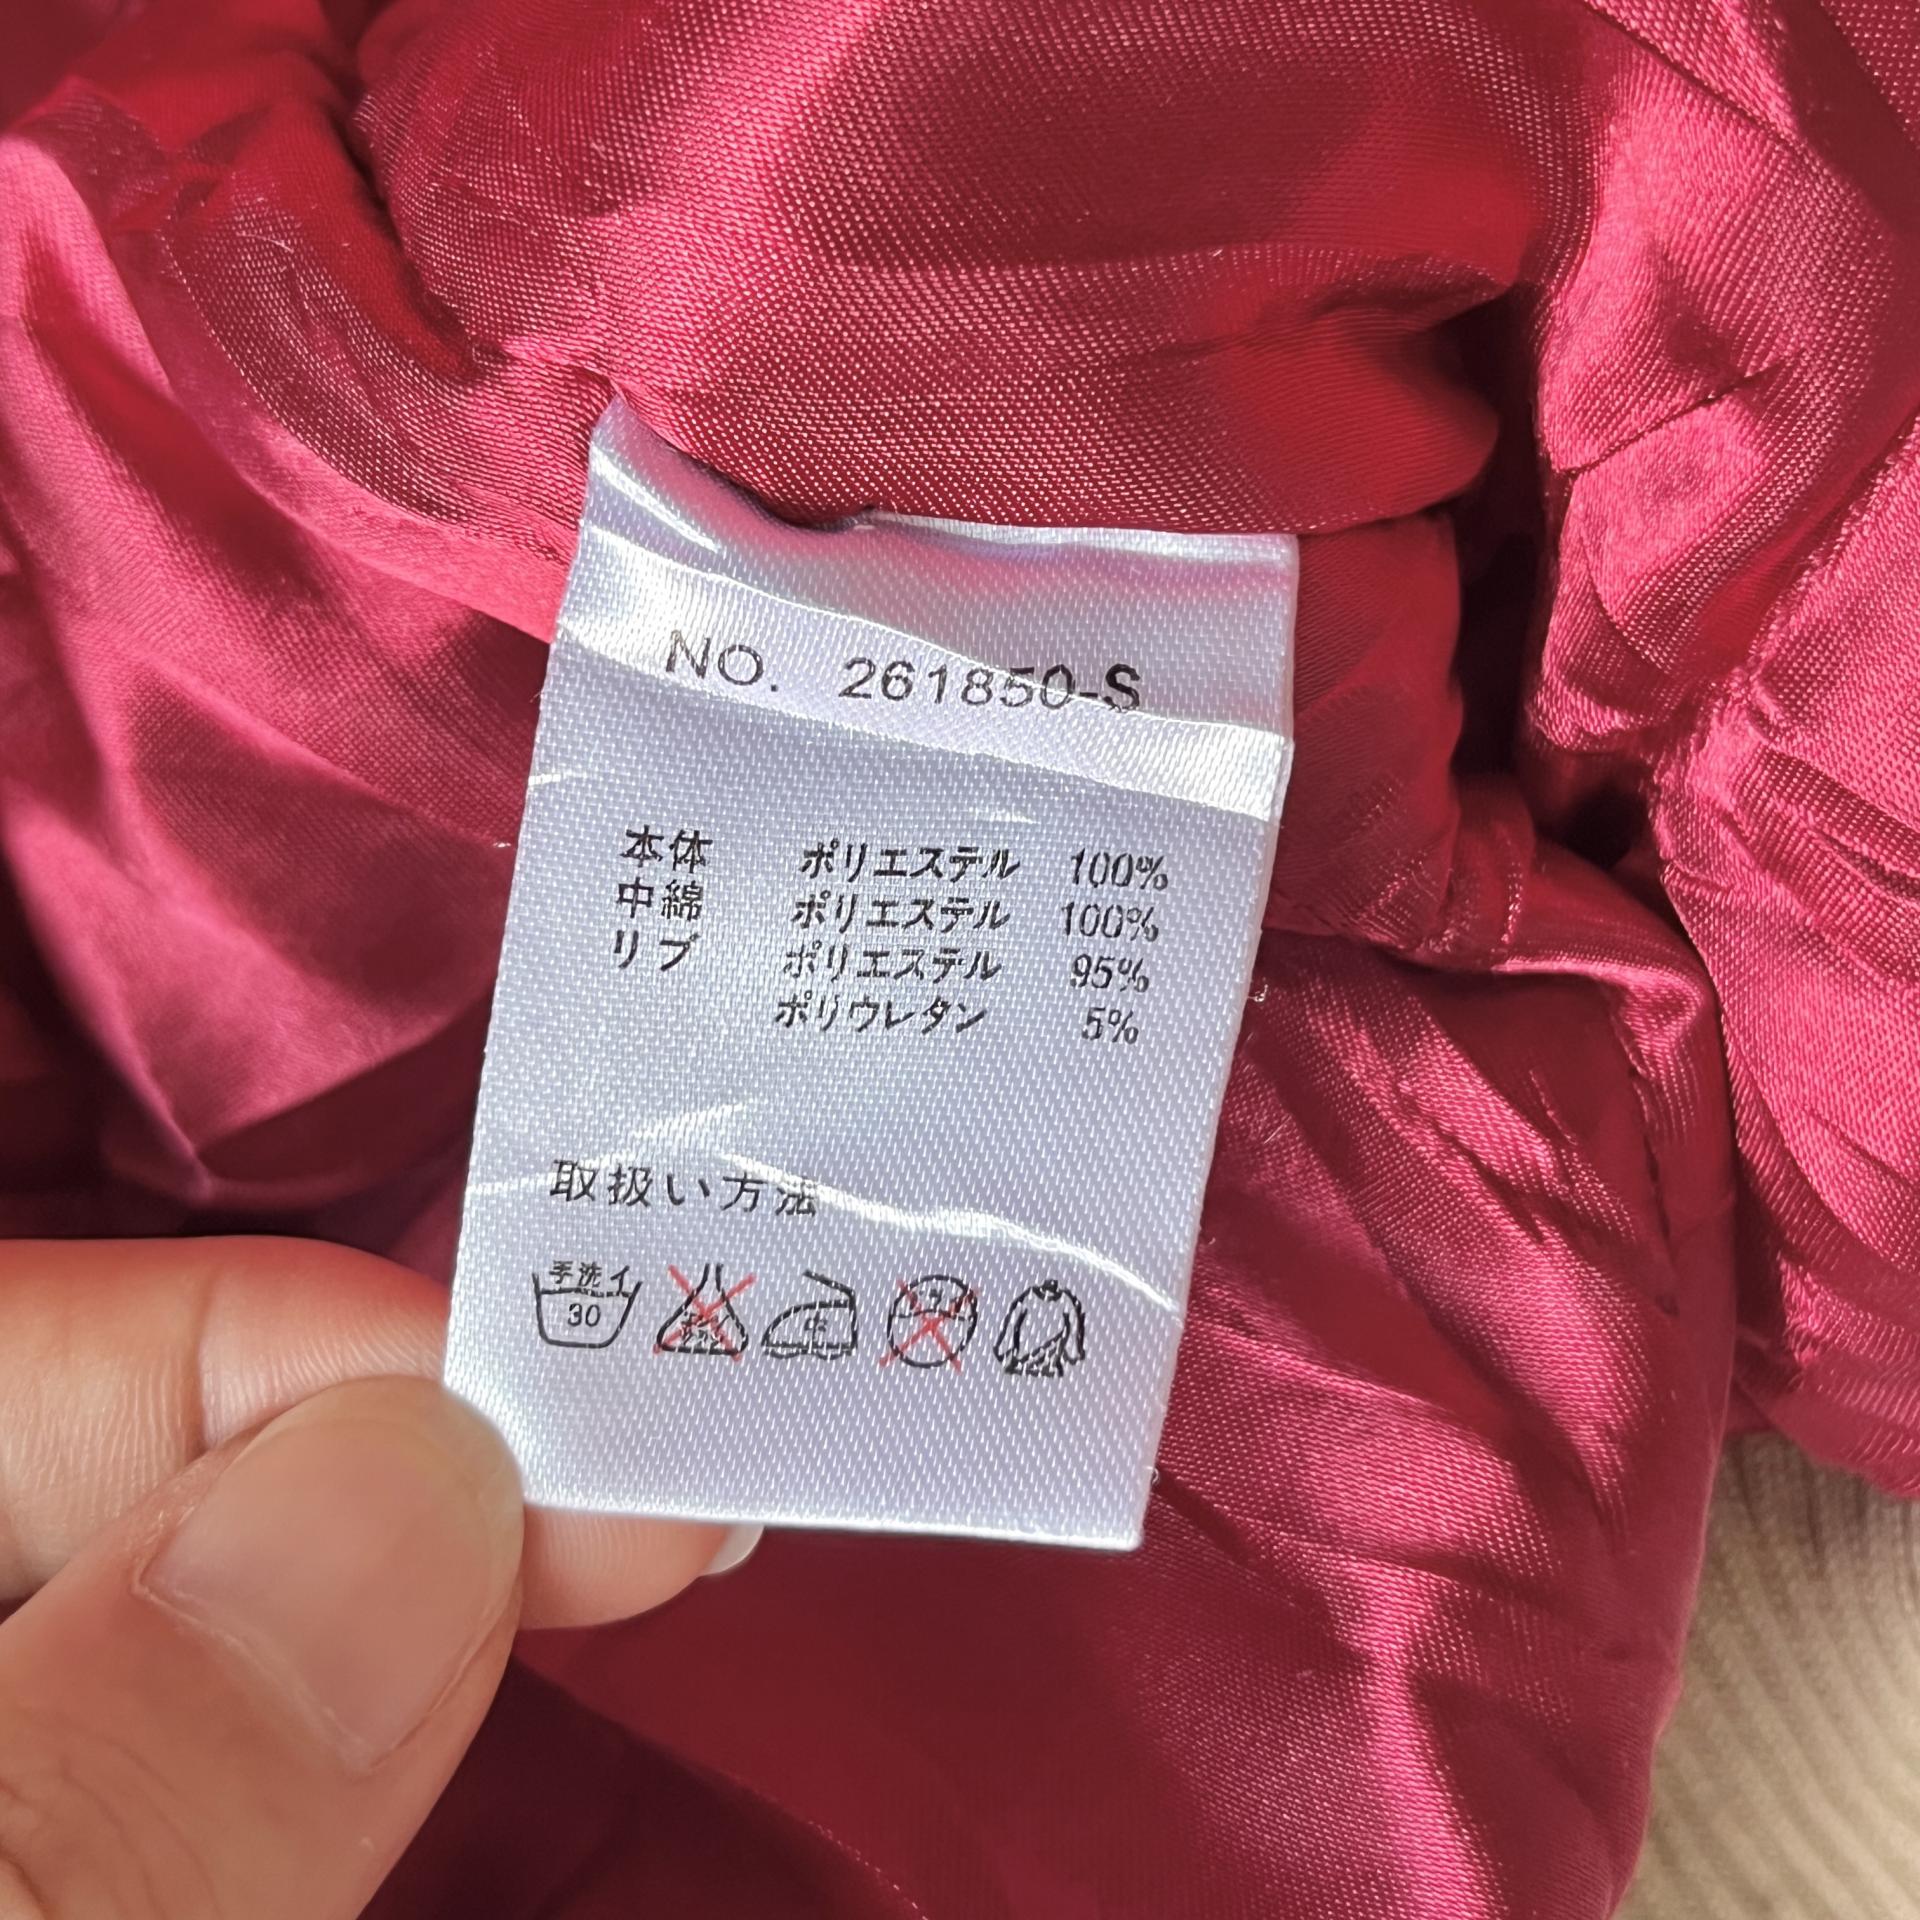 NO. 261850-S
本体 ポリエステル 100%
中綿 ポリエステル 100%
リブ ポリエステル 95%
ポリウレタン 5%
取扱い方法
手洗イ
30
中